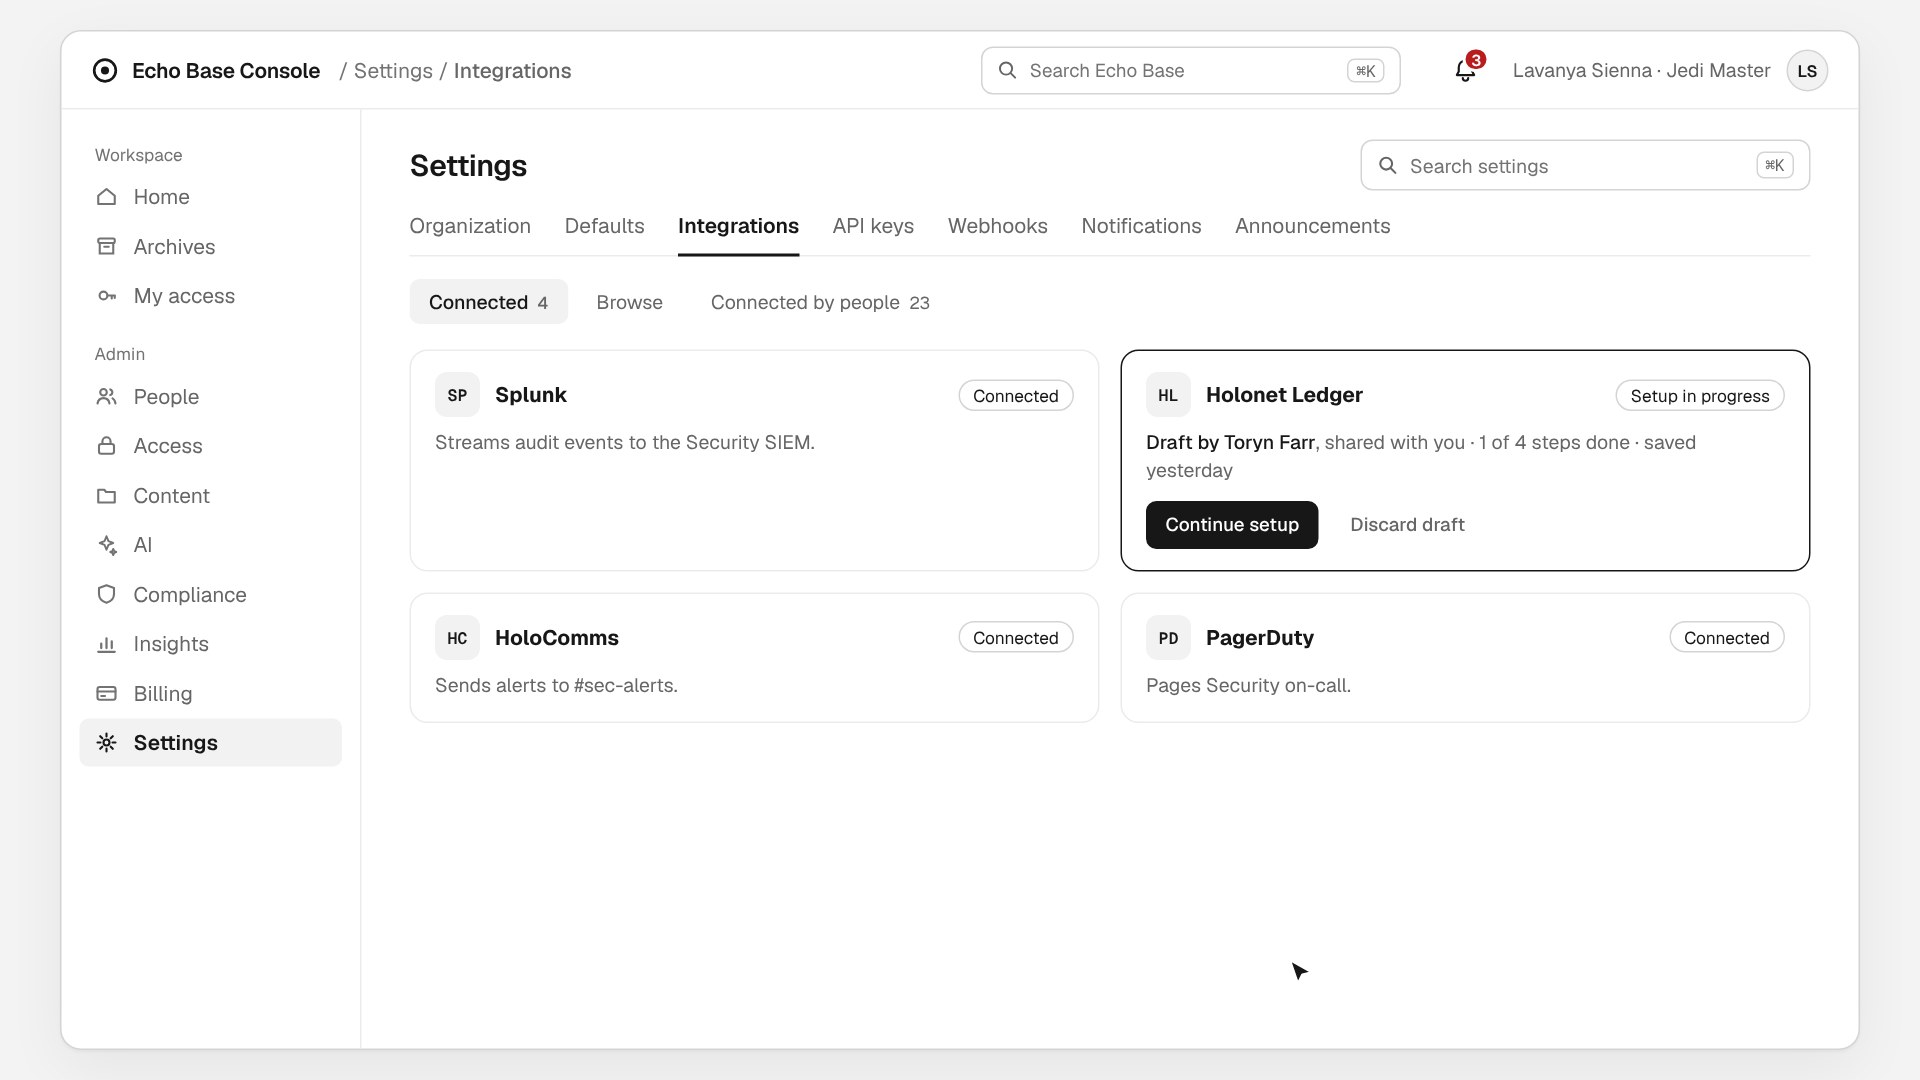 Echo Base Console / Settings / Integrations
Search Echo Base ⌘K
3
Lavanya Sienna · Jedi Master LS
Workspace
Home
Archives
My access
Admin
People
Access
Content
AI
Compliance
Insights
Billing
Settings
Settings
Search settings ⌘K
Organization Defaults Integrations API keys Webhooks Notifications Announcements
Connected 4 Browse Connected by people 23
SP Splunk Connected
Streams audit events to the Security SIEM.
HL Holonet Ledger Setup in progress
Draft by Toryn Farr, shared with you · 1 of 4 steps done · saved
yesterday
Continue setup Discard draft
HC HoloComms Connected
Sends alerts to #sec-alerts.
PD PagerDuty Connected
Pages Security on-call.